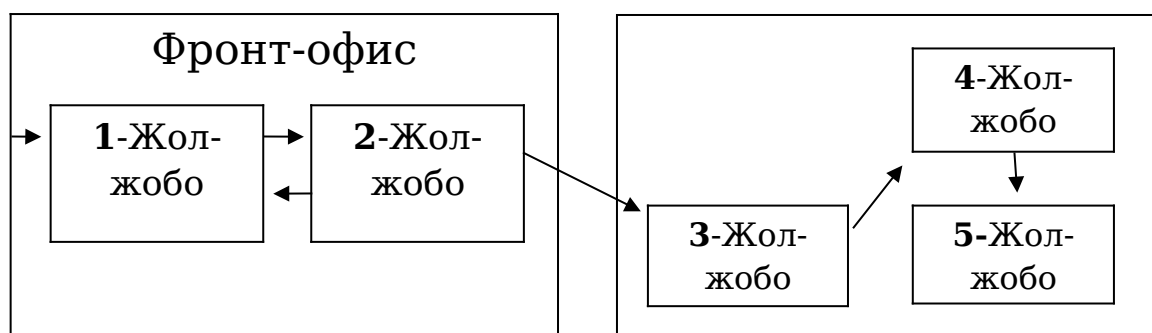 Фронт-офис
1-Жол-
жобо
2-Жол-
жобо
3-Жол-
жобо
4-Жол-
жобо
5-Жол-
жобо